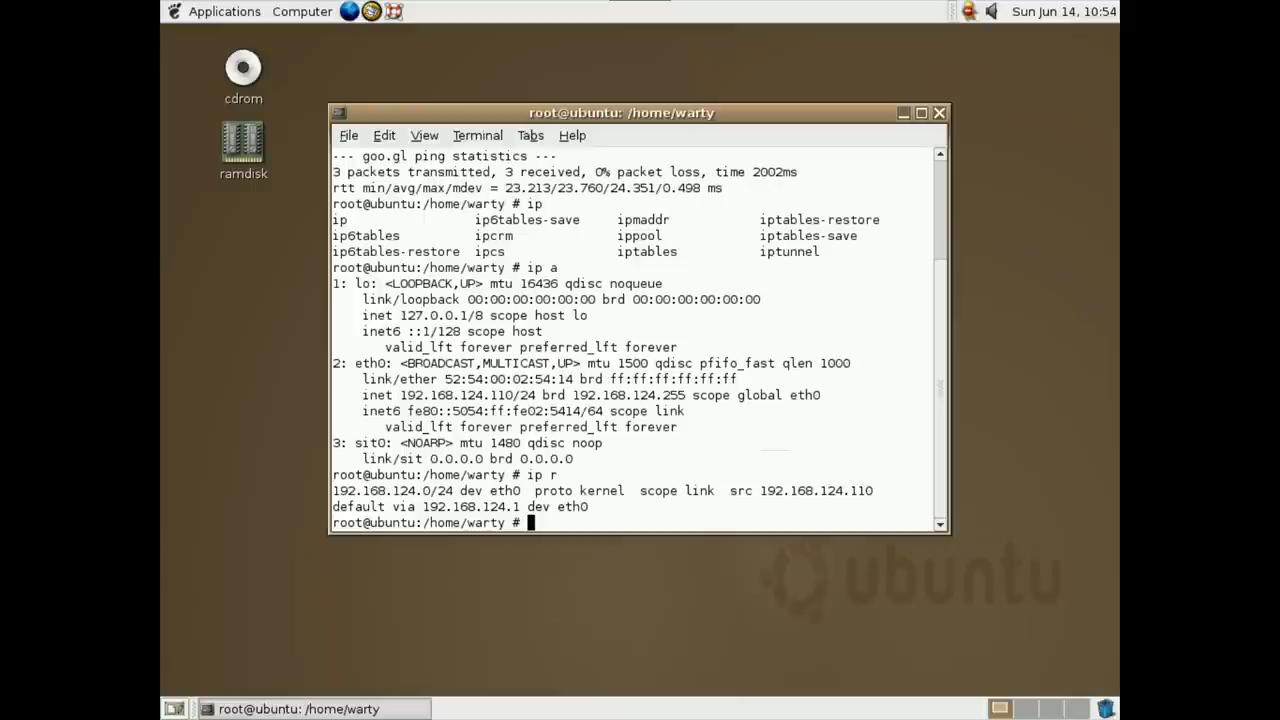 Applications Computer Sun Jun 14, 10:54
cdrom
ramdisk
root@ubuntu: /home/warty
File Edit View Terminal Tabs Help
--- goo.gl ping statistics ---
3 packets transmitted, 3 received, 0% packet loss, time 2002ms
rtt min/avg/max/mdev = 23.213/23.760/24.351/0.498 ms
root@ubuntu:/home/warty # ip
ip ip6tables-save ipmaddr iptables-restore
ip6tables ipcrm ippool iptables-save
ip6tables-restore ipcs iptables iptunnel
root@ubuntu:/home/warty # ip a
1: lo: <LOOPBACK,UP> mtu 16436 qdisc noqueue
link/loopback 00:00:00:00:00:00 brd 00:00:00:00:00:00
inet 127.0.0.1/8 scope host lo
inet6 ::1/128 scope host
valid_lft forever preferred_lft forever
2: eth0: <BROADCAST,MULTICAST,UP> mtu 1500 qdisc pfifo_fast qlen 1000
link/ether 52:54:00:02:54:14 brd ff:ff:ff:ff:ff:ff
inet 192.168.124.110/24 brd 192.168.124.255 scope global eth0
inet6 fe80::5054:ff:fe02:5414/64 scope link
valid_lft forever preferred_lft forever
3: sit0: <NOARP> mtu 1480 qdisc noop
link/sit 0.0.0.0 brd 0.0.0.0
root@ubuntu:/home/warty # ip r
192.168.124.0/24 dev eth0 proto kernel scope link src 192.168.124.110
default via 192.168.124.1 dev eth0
root@ubuntu:/home/warty #
ubuntu
root@ubuntu: /home/warty